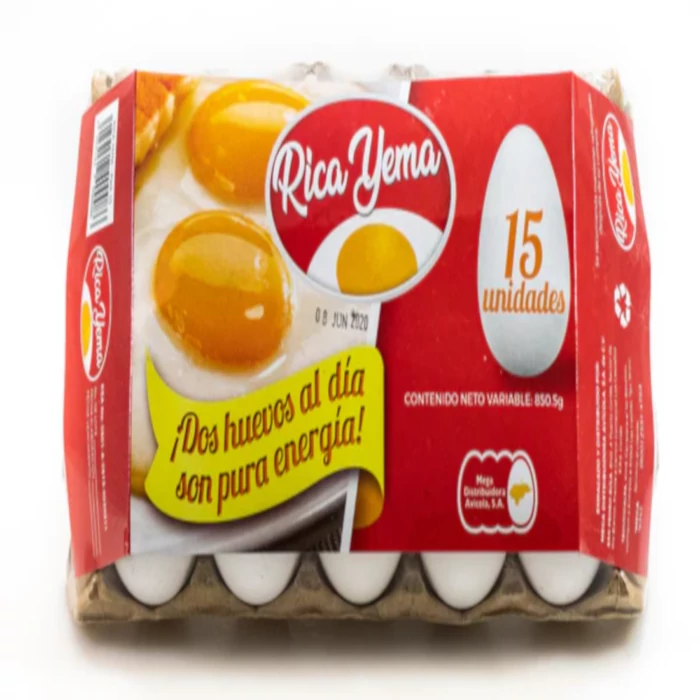 Rica Yema
15
unidades
08 JUN 2020
¡Dos huevos al día
son pura energía!
CONTENIDO NETO VARIABLE: 850.5g
Mega
Distribuidora
Avícola, S.A.
Rica Yema
Rica Yema